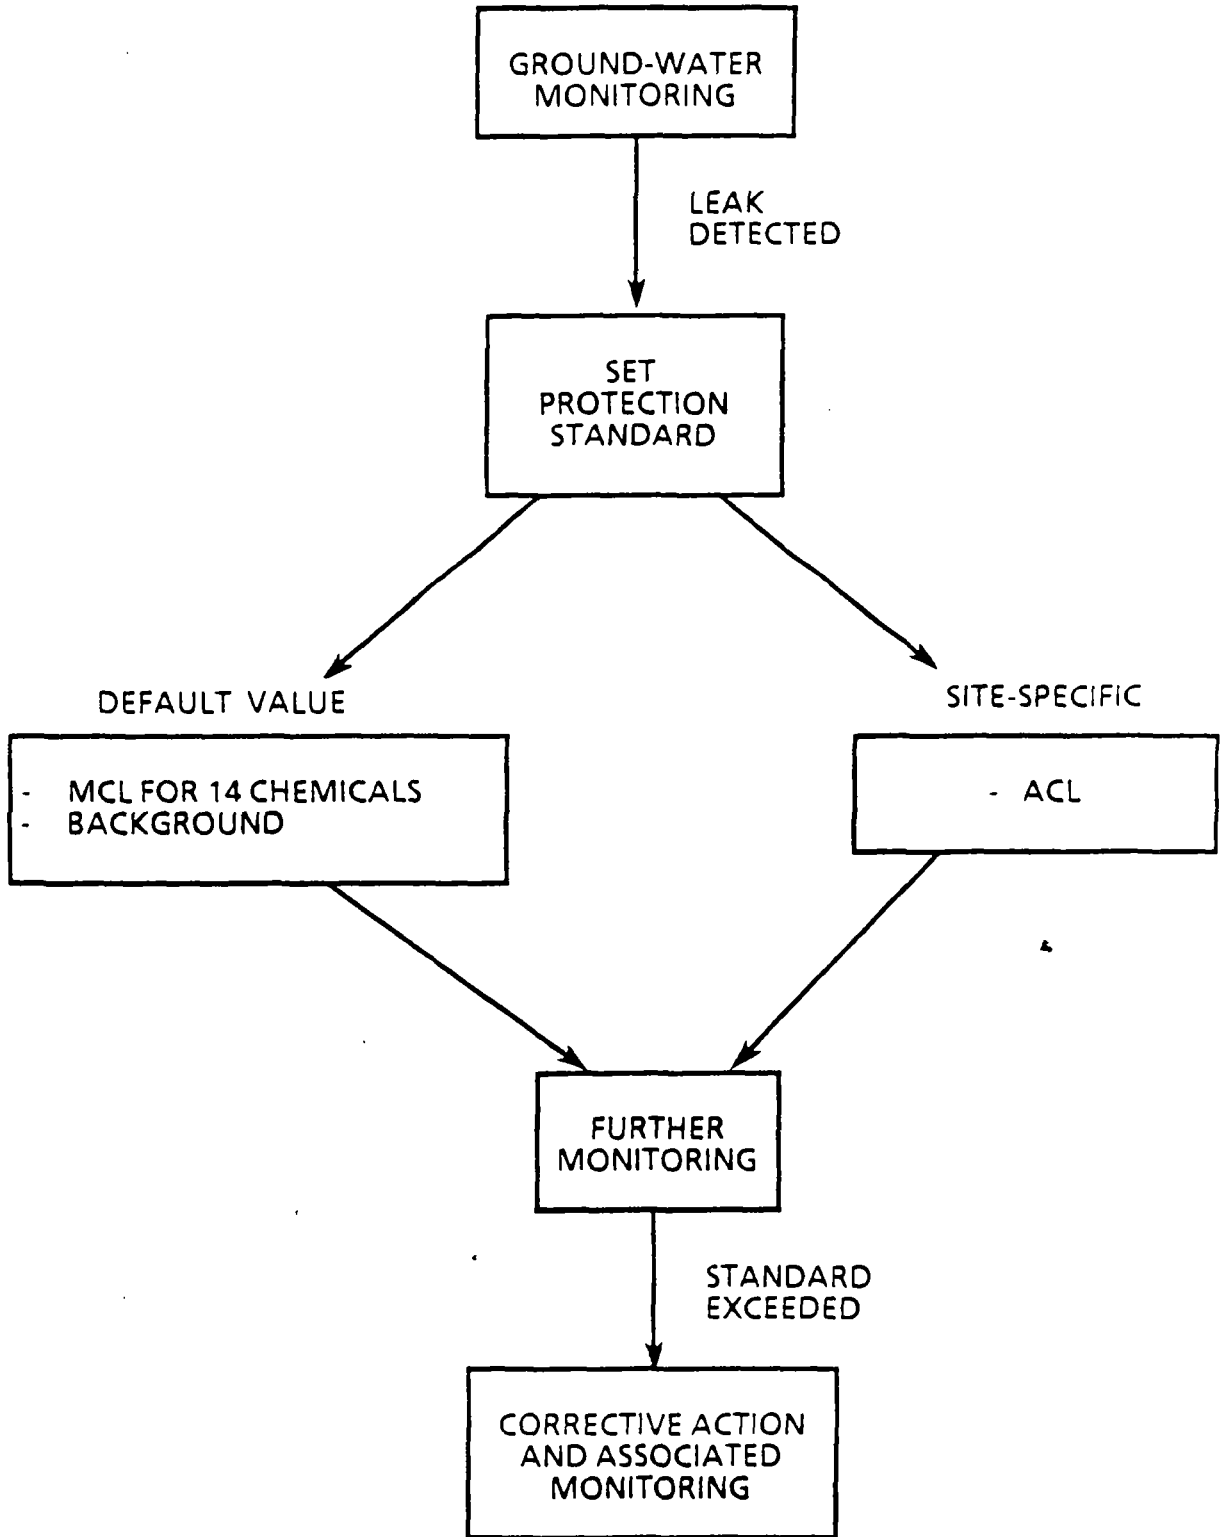 GROUND-WATER
MONITORING
LEAK
DETECTED
SET
PROTECTION
STANDARD
DEFAULT VALUE
- MCL FOR 14 CHEMICALS
- BACKGROUND
SITE-SPECIFIC
- ACL
FURTHER
MONITORING
STANDARD
EXCEEDED
CORRECTIVE ACTION
AND ASSOCIATED
MONITORING